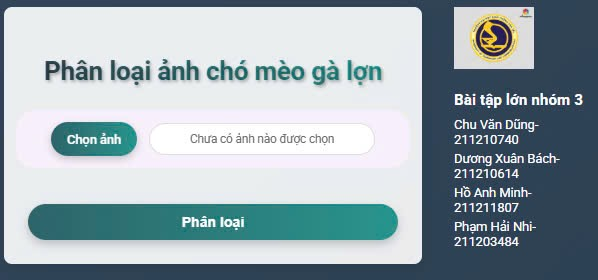 Phân loại ảnh chó mèo gà lợn
Chọn ảnh
Chưa có ảnh nào được chọn
Phân loại
Bài tập lớn nhóm 3
Chu Văn Dũng-
211210740
Dương Xuân Bách-
211210614
Hồ Anh Minh-
211211807
Phạm Hải Nhi-
211203484